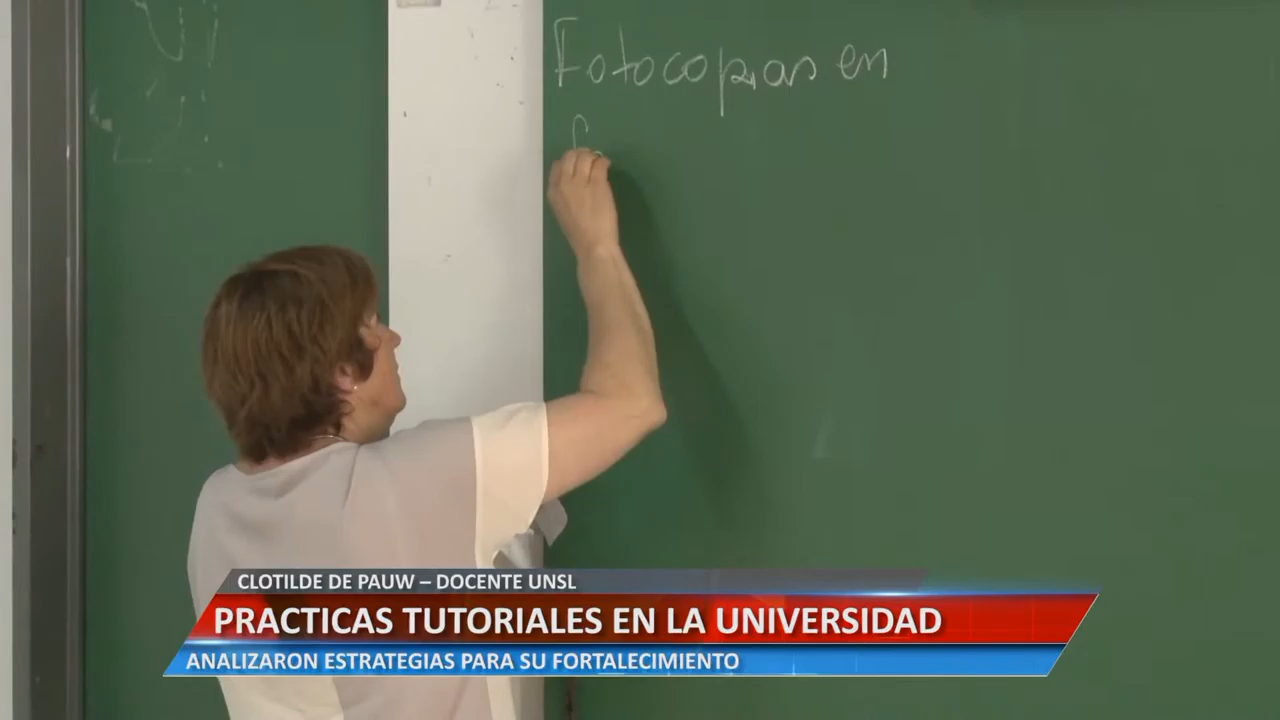 Fotocopias en
CLOTILDE DE PAUW – DOCENTE UNSL
PRACTICAS TUTORIALES EN LA UNIVERSIDAD
ANALIZARON ESTRATEGIAS PARA SU FORTALECIMIENTO